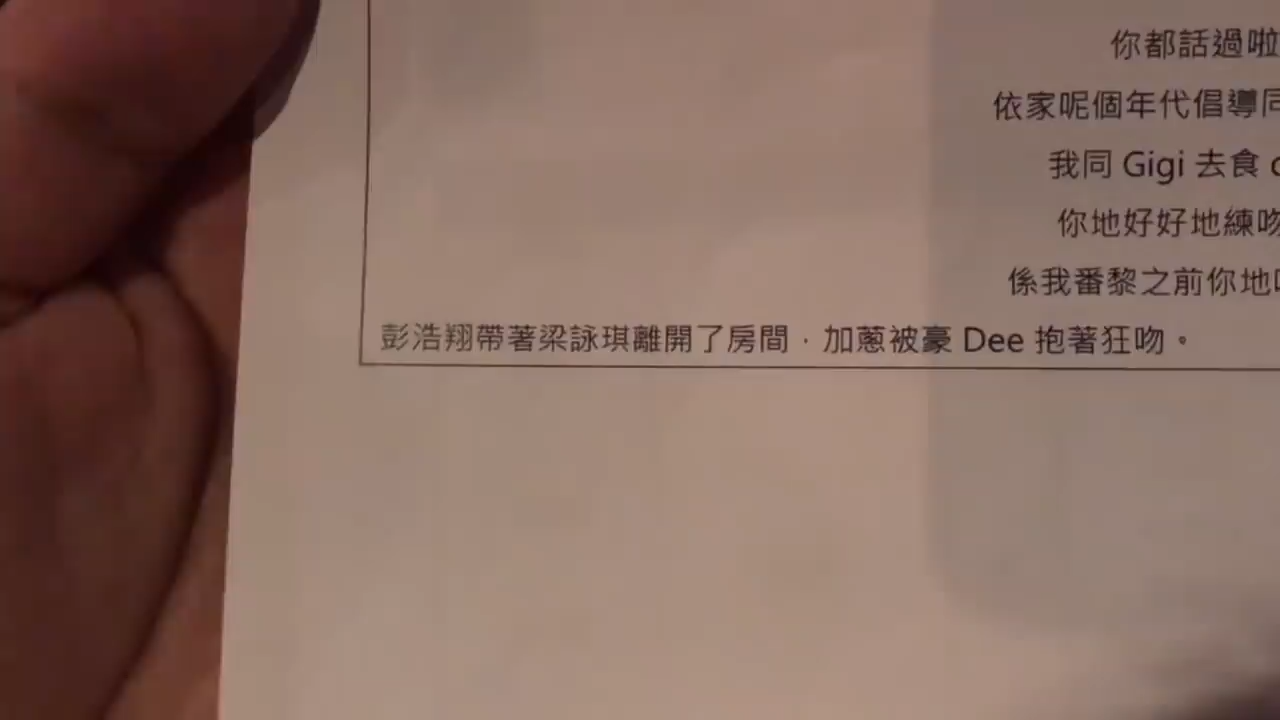 你都話過啦
依家呢個年代倡導同
我同 Gigi 去食
你地好好地練吻
係我番黎之前你地
彭浩翔帶著梁詠琪離開了房間，加蔥被豪 Dee 抱著狂吻。